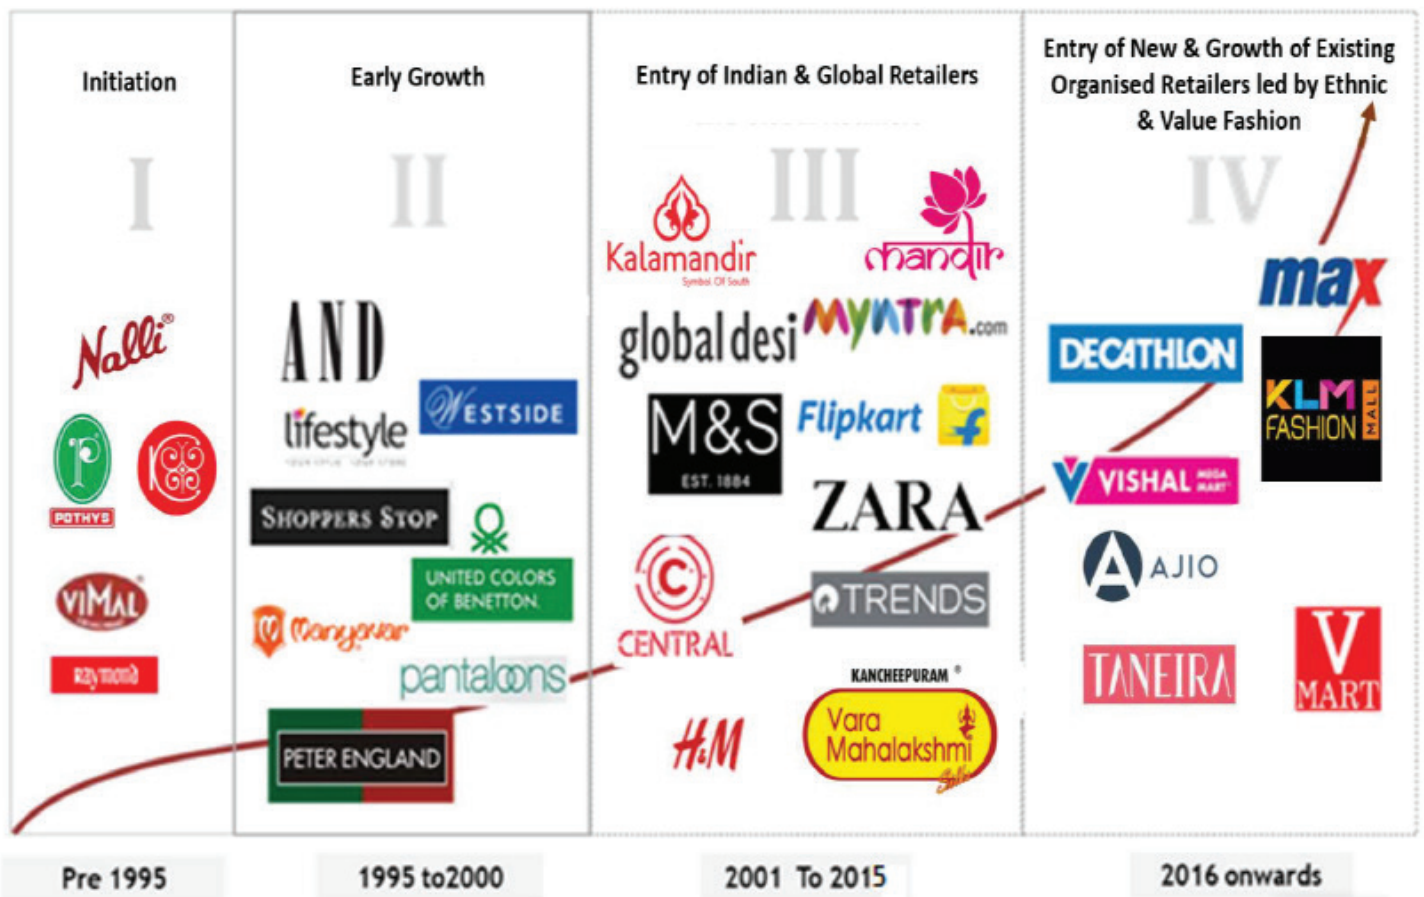 Initiation
I
Nalli®
P
POTHYS
VIMAL
Raymond
Pre 1995
Early Growth
II
AND
lifestyle
WESTSIDE
SHOPPERS STOP
UNITED COLORS
OF BENETTON.
Manyavar
pantaloons
PETER ENGLAND
1995 to2000
Entry of Indian & Global Retailers
III
Kalamandir
Symbol Of South
mandir
global desi
Myntra.com
M&S
EST. 1884
Flipkart
f
ZARA
C
CENTRAL
TRENDS
H&M
KANCHEEPURAM ®
Vara
Mahalakshmi
Silks
2001 To 2015
Entry of New & Growth of Existing
Organised Retailers led by Ethnic
& Value Fashion
IV
max
DECATHLON
KLM
FASHION
MALL
VISHAL MEGA
MART
A AJIO
TANEIRA
V
MART
2016 onwards